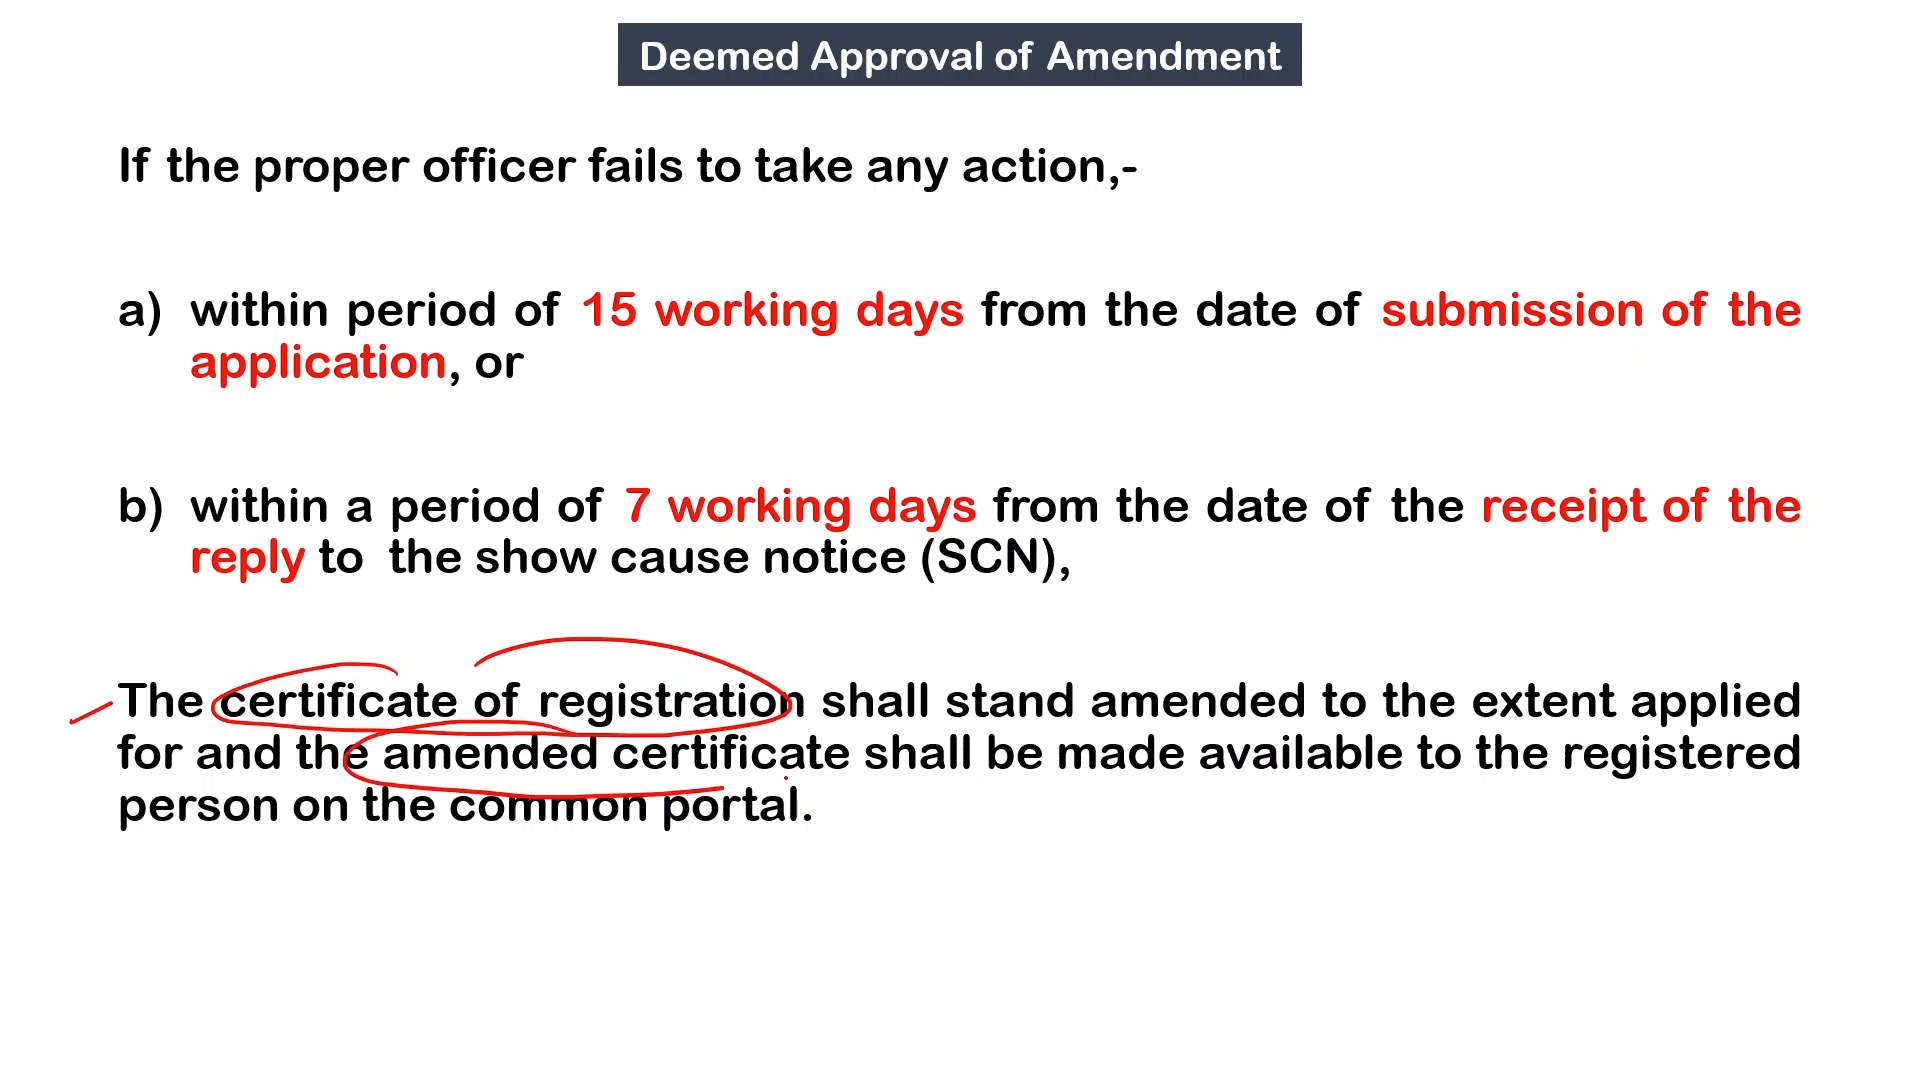 Deemed Approval of Amendment
If the proper officer fails to take any action,-
a) within period of 15 working days from the date of submission of the
application, or
b) within a period of 7 working days from the date of the receipt of the
reply to the show cause notice (SCN),
The certificate of registration shall stand amended to the extent applied
for and the amended certificate shall be made available to the registered
person on the common portal.